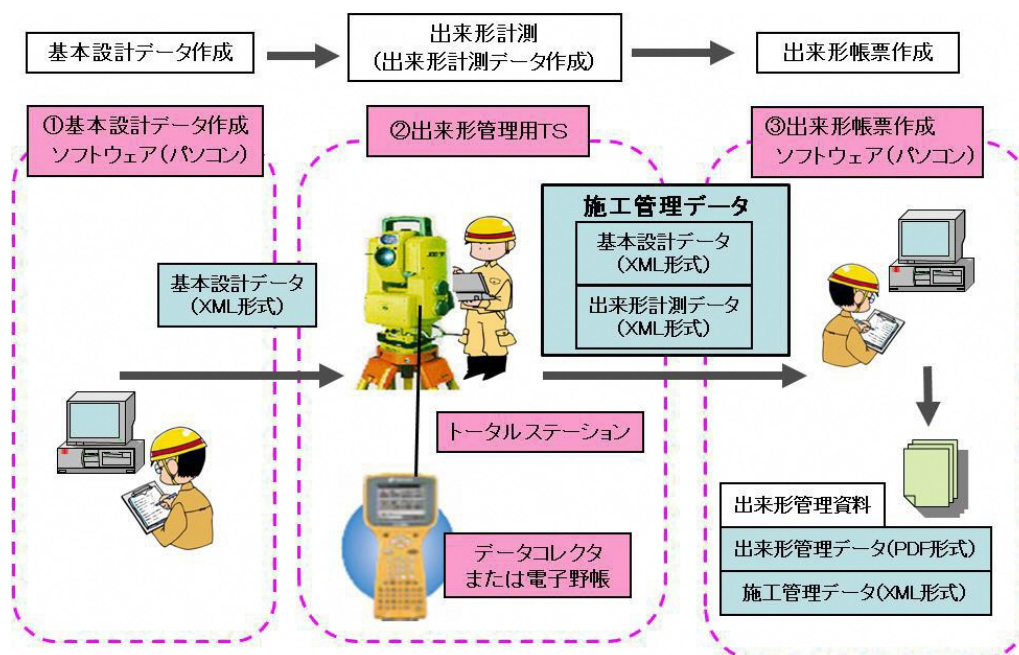 基本設計データ作成
出来形計測
(出来形計測データ作成)
出来形帳票作成
①基本設計データ作成
ソフトウェア(パソコン)
②出来形管理用TS
③出来形帳票作成
ソフトウェア(パソコン)
施工管理データ
基本設計データ
(XML形式)
出来形計測データ
(XML形式)
基本設計データ
(XML形式)
トータルステーション
データコレクタ
または電子野帳
出来形管理資料
出来形管理データ(PDF形式)
施工管理データ(XML形式)